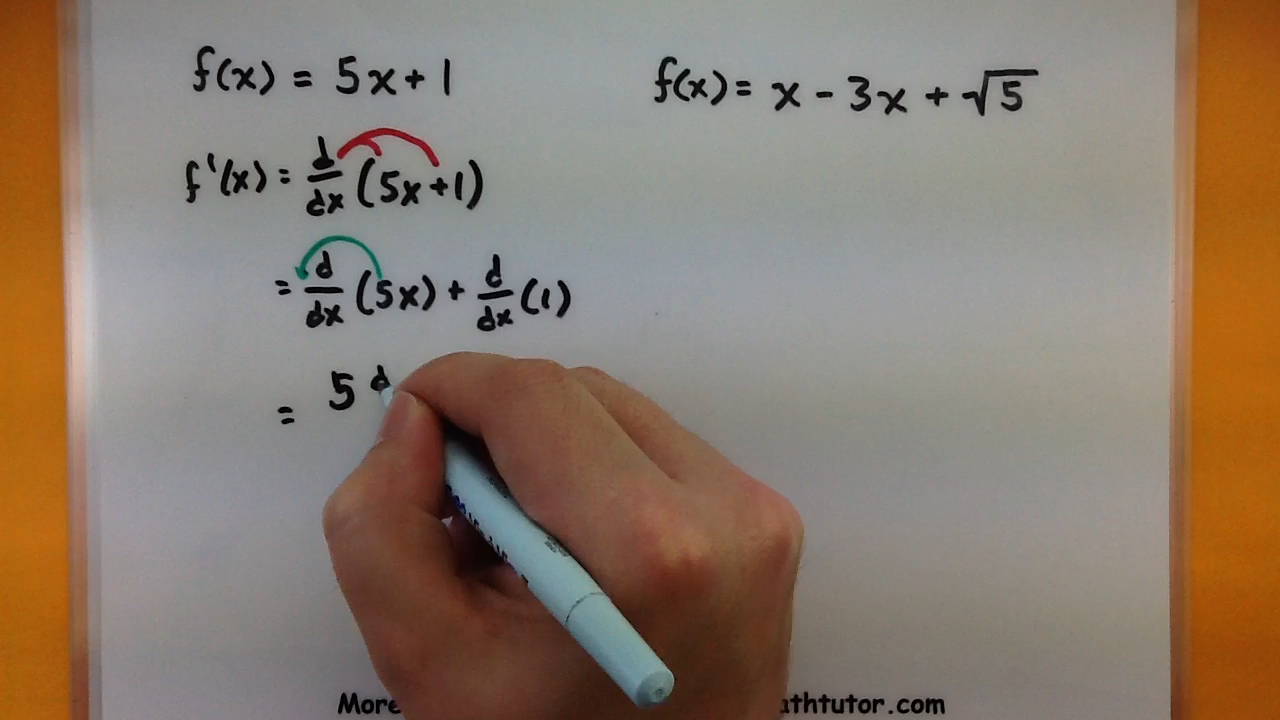 f(x) = 5x + 1
f'(x) = d/dx (5x + 1)
= d/dx (5x) + d/dx (1)
= 5 d
f(x) = x - 3x + √5
More
athtutor.com